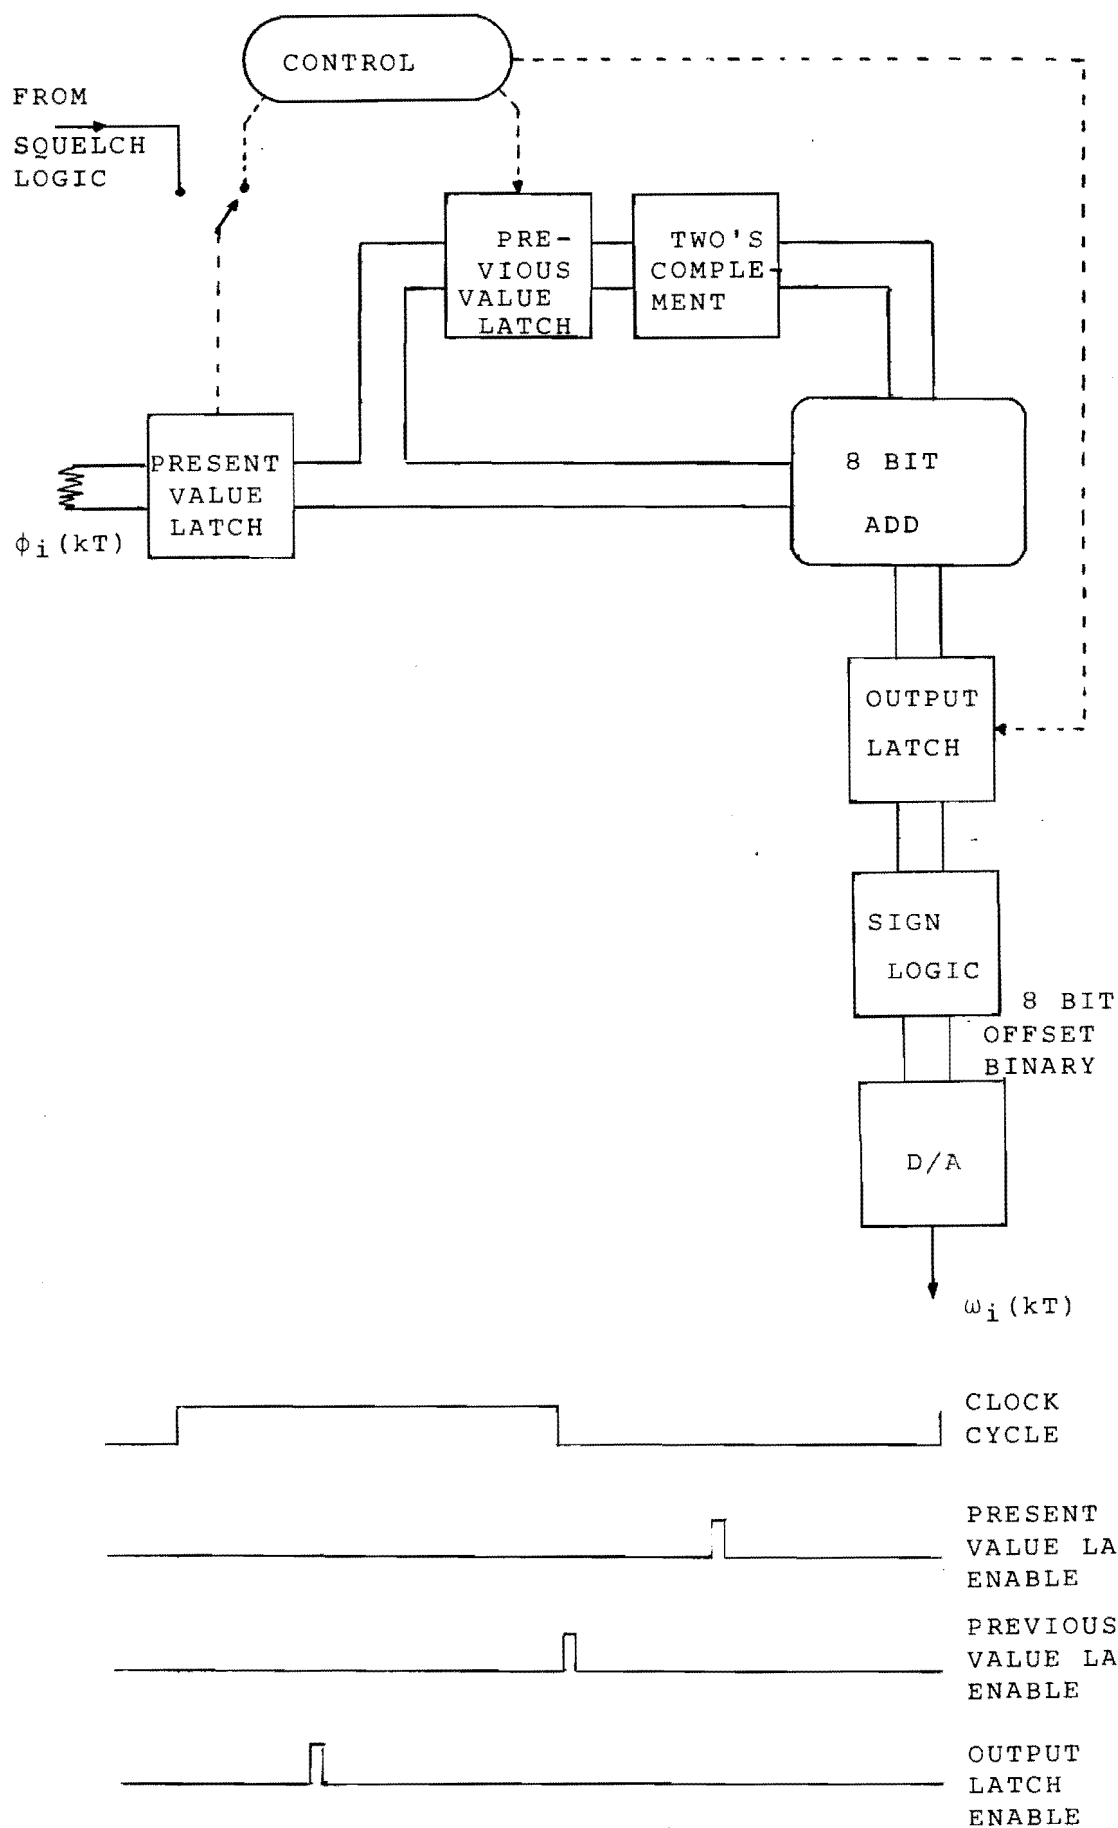 CONTROL
FROM
SQUELCH
LOGIC
PRE-
VIOUS
VALUE
LATCH
TWO'S
COMPLE-
MENT
PRESENT
VALUE
LATCH
ϕi(kT)
8 BIT
ADD
OUTPUT
LATCH
SIGN
LOGIC
8 BIT
OFFSET
BINARY
D/A
ωi(kT)
CLOCK
CYCLE
PRESENT
VALUE LA
ENABLE
PREVIOUS
VALUE LA
ENABLE
OUTPUT
LATCH
ENABLE